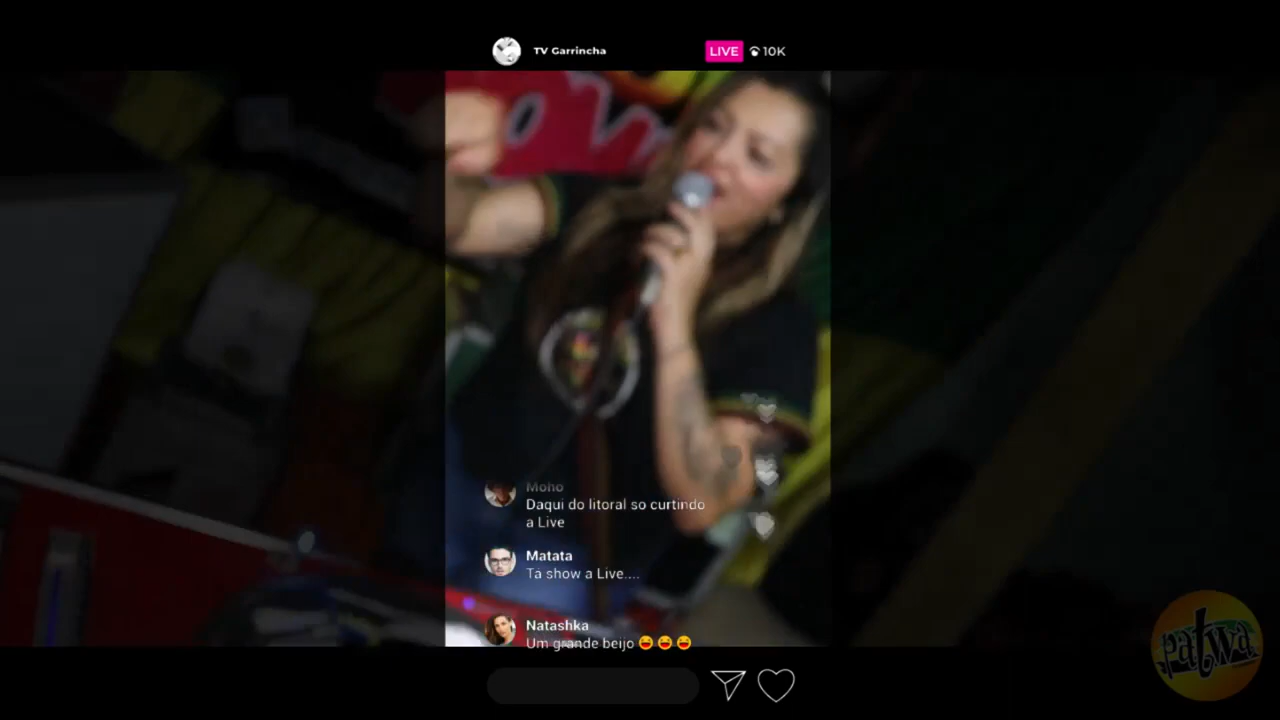 TV Garrincha
LIVE 10K
Moho
Daqui do litoral so curtindo
a Live
Matata
Tá show a Live....
Natashka
Um grande beijo 😆😆😆
patwa